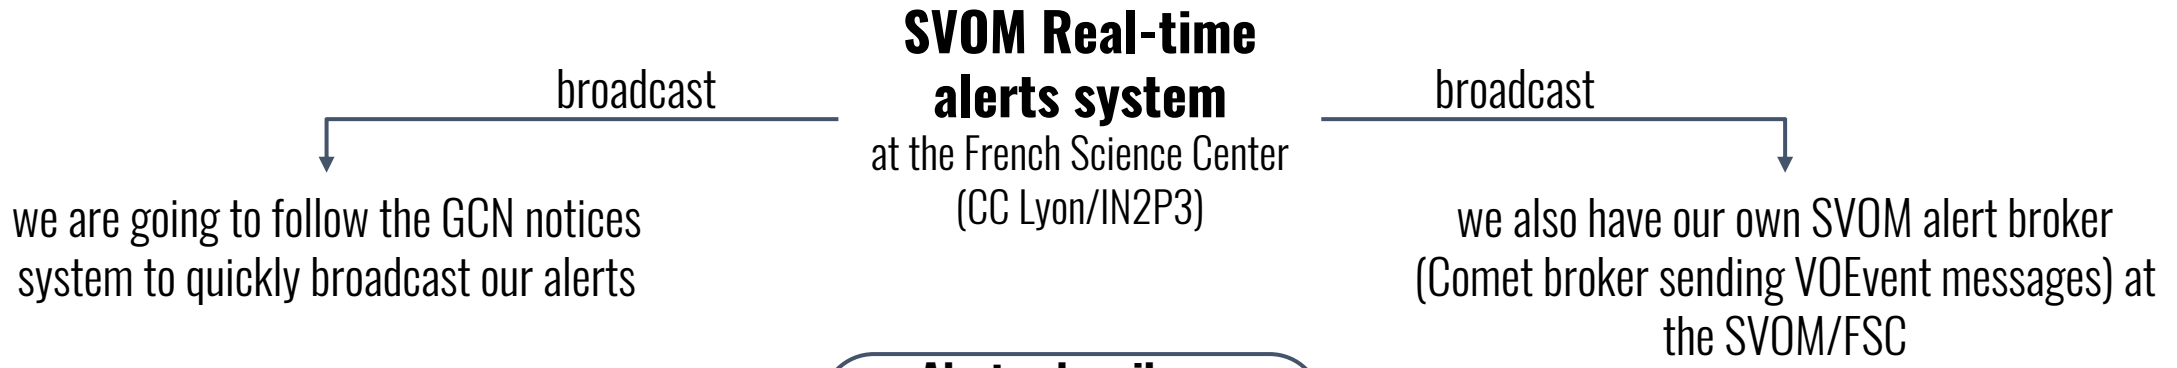 SVOM Real-time
alerts system
at the French Science Center
(CC Lyon/IN2P3)
broadcast
broadcast
we are going to follow the GCN notices
system to quickly broadcast our alerts
we also have our own SVOM alert broker
(Comet broker sending VOEvent messages) at
the SVOM/FSC